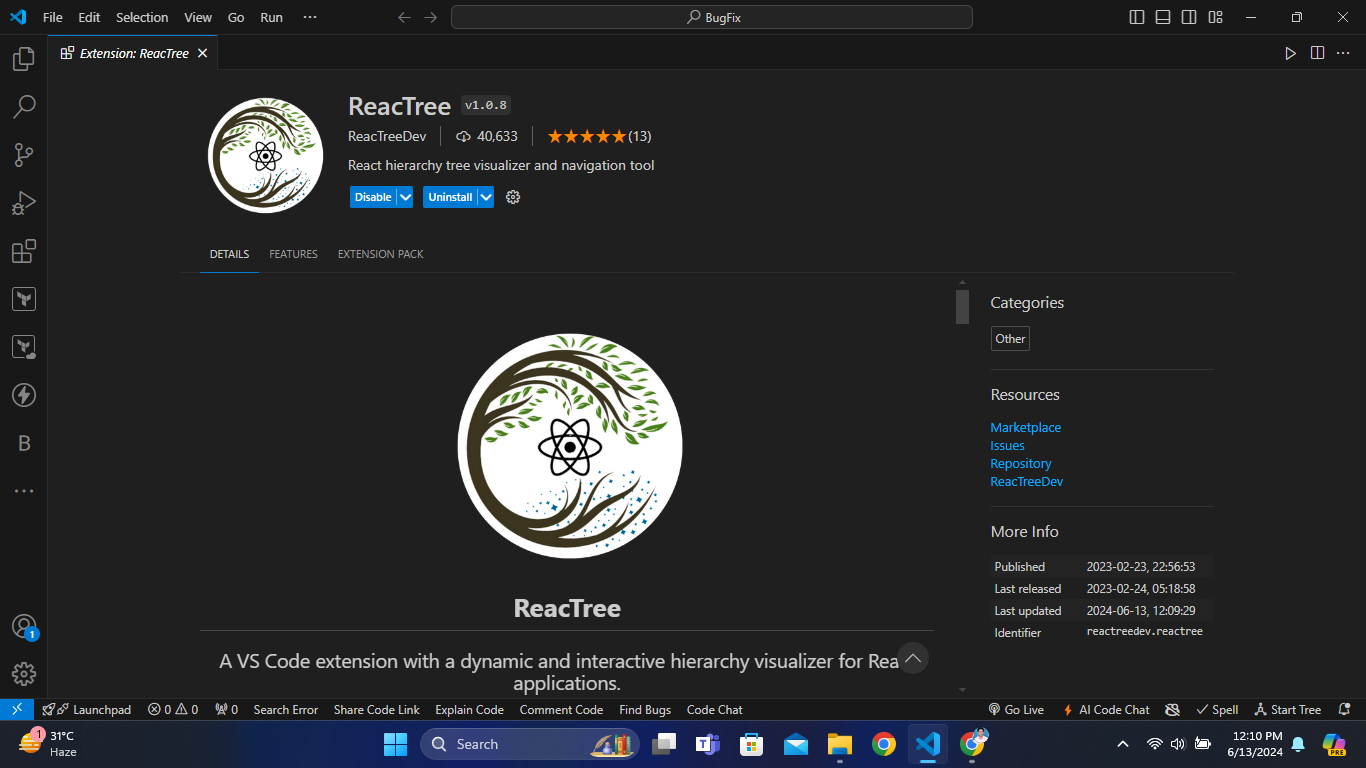 File Edit Selection View Go Run ···
BugFix
Extension: ReacTree
ReacTree v1.0.8
ReacTreeDev 40,633 (13)
React hierarchy tree visualizer and navigation tool
Disable Uninstall
DETAILS FEATURES EXTENSION PACK
ReacTree
A VS Code extension with a dynamic and interactive hierarchy visualizer for Rea
applications.
Categories
Other
Resources
Marketplace
Issues
Repository
ReacTreeDev
More Info
Published 2023-02-23, 22:56:53
Last released 2023-02-24, 05:18:58
Last updated 2024-06-13, 12:09:29
Identifier reactreedev.reactree
B
1
Launchpad 0 0 0 Search Error Share Code Link Explain Code Comment Code Find Bugs Code Chat Go Live AI Code Chat Spell Start Tree
1 31°C
Haze
Search
12:10 PM
6/13/2024
PRE